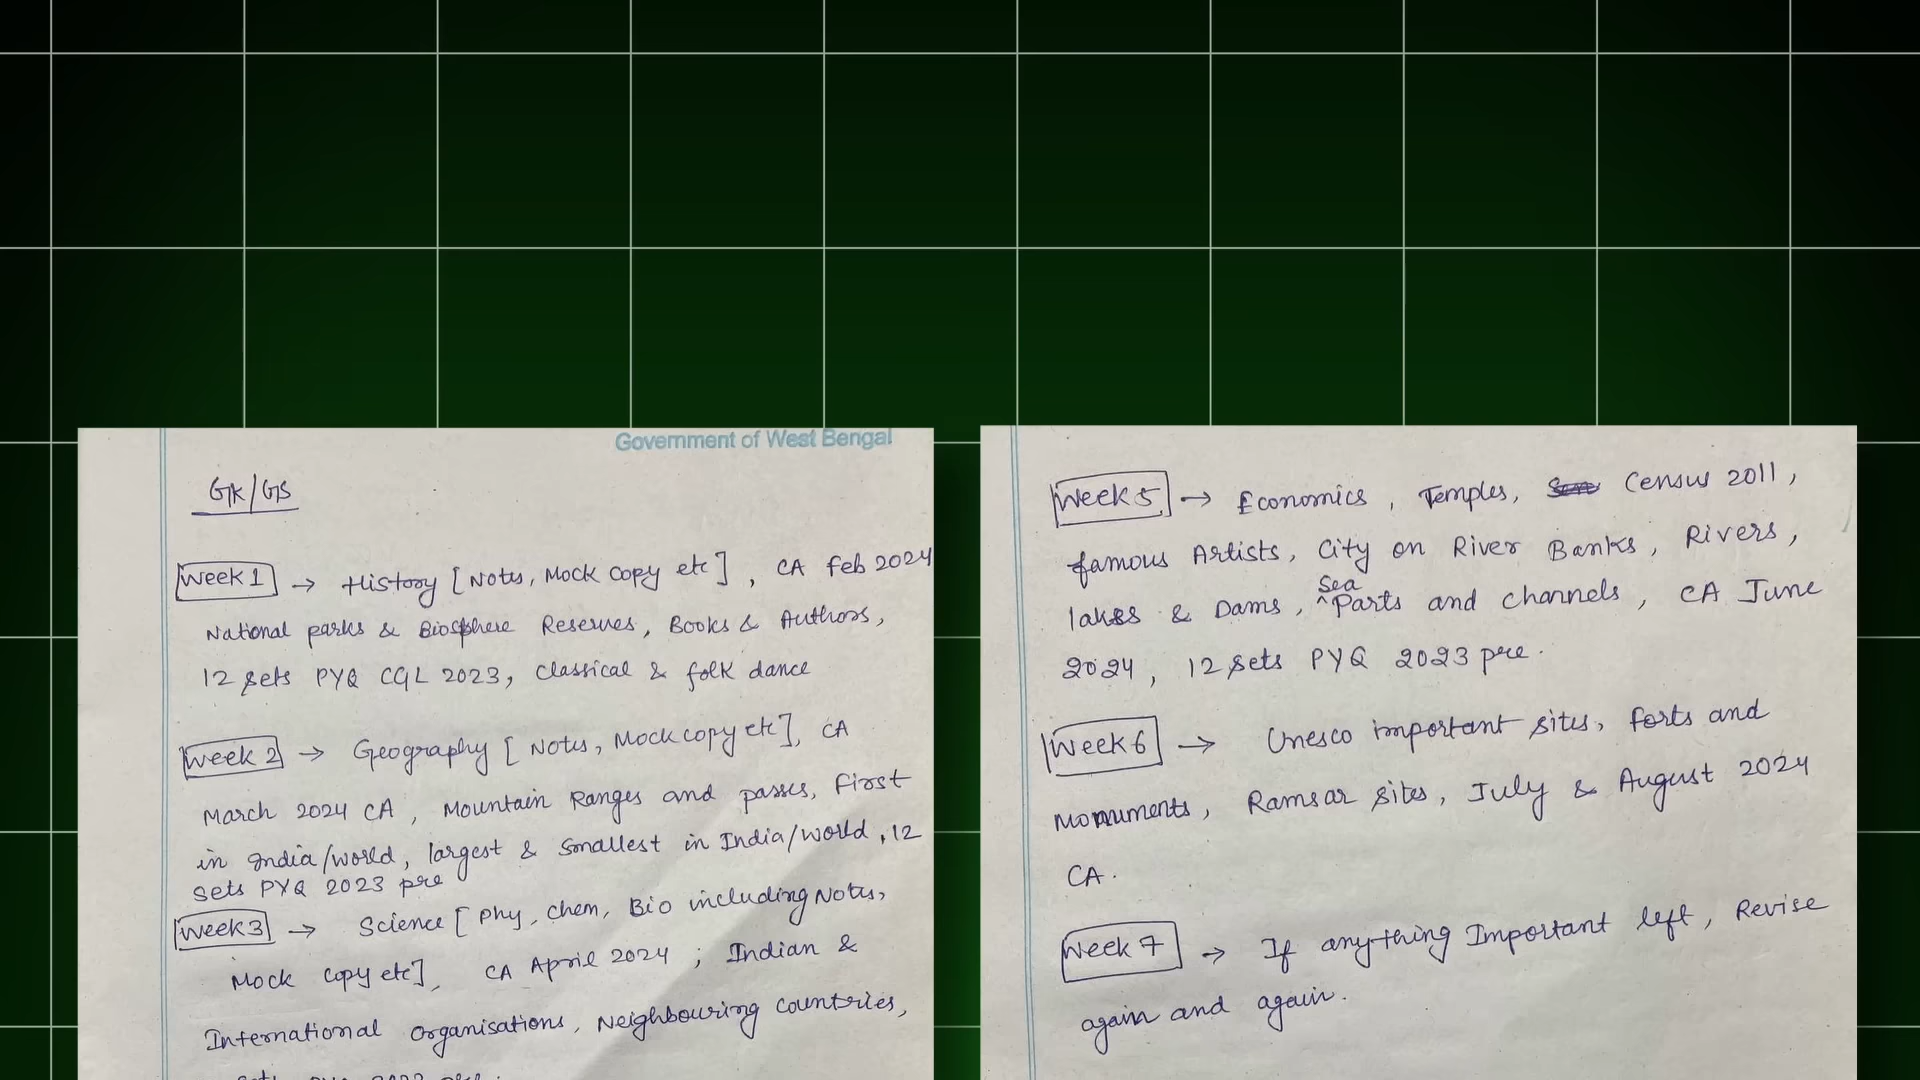 Government of West Bengal
GK/GS
Week 1 → History [Notes, Mock copy etc], CA Feb 2024
National parks & Biosphere Reserves, Books & Authors,
12 sets PYQ CGL 2023, classical & folk dance
Week 2 → Geography [Notes, Mock copy etc], CA
March 2024 CA, Mountain Ranges and passes, First
in India/world, largest & smallest in India/world, 12
sets PYQ 2023 pre
Week 3 → Science [Phy, chem, Bio including Notes,
Mock copy etc], CA April 2024 ; Indian &
International organisations, Neighbouring countries,
Week 5 → Economics, Temples, Census 2011,
famous Artists, City on River Banks, Rivers,
lakes & Dams, Sea Parts and channels, CA June
2024, 12 sets PYQ 2023 pre.
Week 6 → Unesco important sites, forts and
Monuments, Ramsar sites, July & August 2024
CA.
Week 7 → If anything Important left, Revise
again and again.